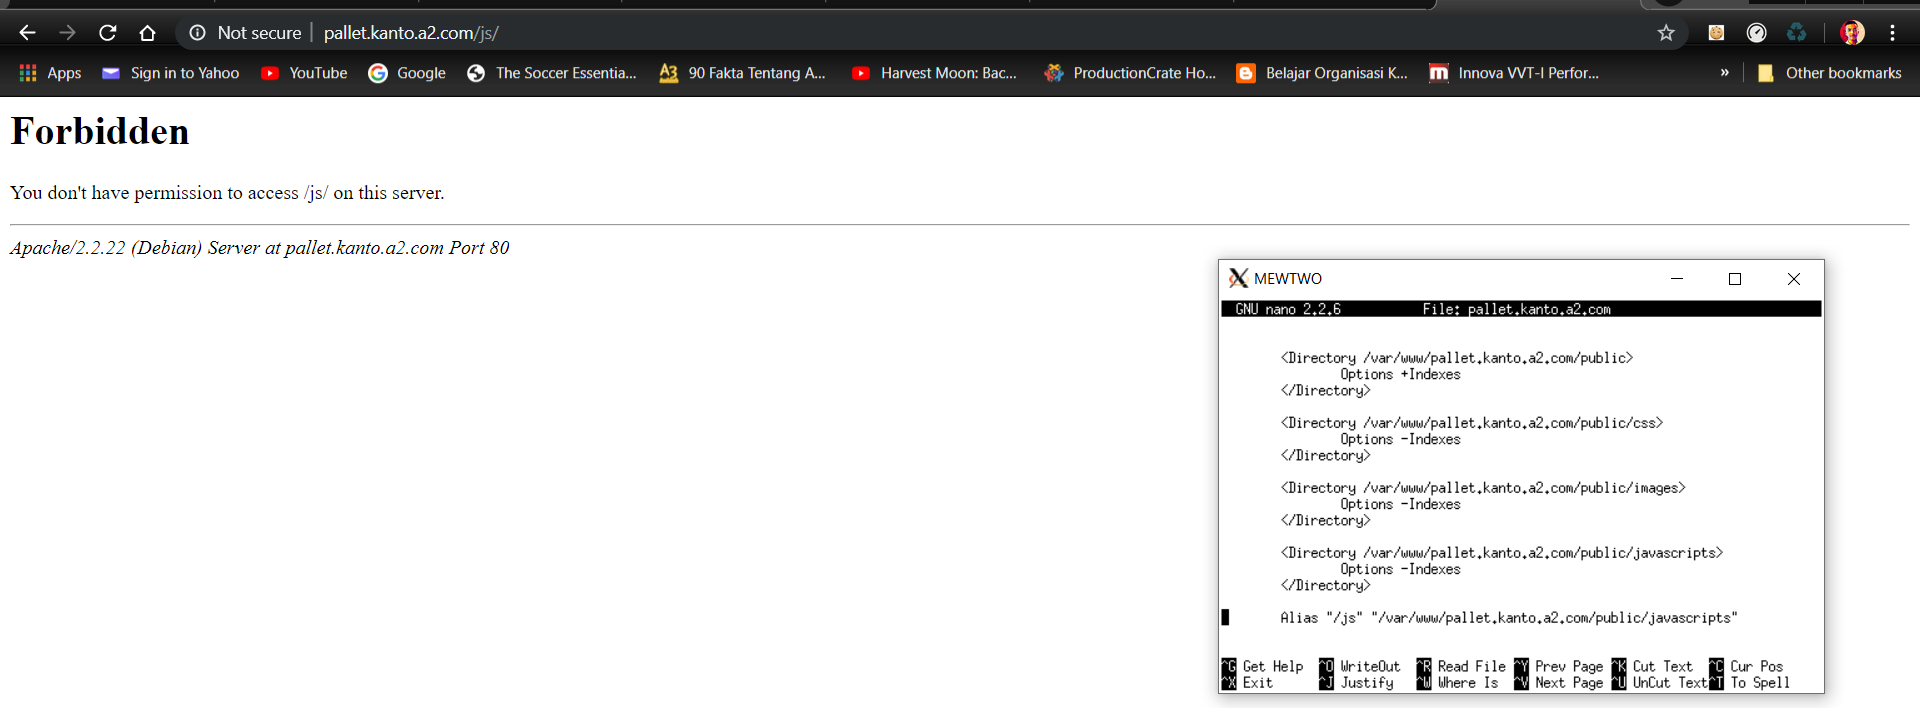 Not secure | pallet.kanto.a2.com/js/
Apps Sign in to Yahoo YouTube Google The Soccer Essentia... 90 Fakta Tentang A... Harvest Moon: Bac... ProductionCrate Ho... Belajar Organisasi K... Innova VVT-I Perfor... » Other bookmarks
Forbidden
You don't have permission to access /js/ on this server.
Apache/2.2.22 (Debian) Server at pallet.kanto.a2.com Port 80
MEWTWO
GNU nano 2.2.6 File: pallet.kanto.a2.com
<Directory /var/www/pallet.kanto.a2.com/public>
Options +Indexes
</Directory>
<Directory /var/www/pallet.kanto.a2.com/public/css>
Options -Indexes
</Directory>
<Directory /var/www/pallet.kanto.a2.com/public/images>
Options -Indexes
</Directory>
<Directory /var/www/pallet.kanto.a2.com/public/javascripts>
Options -Indexes
</Directory>
Alias "/js" "/var/www/pallet.kanto.a2.com/public/javascripts"
^G Get Help ^O WriteOut ^R Read File ^Y Prev Page ^K Cut Text ^C Cur Pos
^X Exit ^J Justify ^W Where Is ^V Next Page ^U UnCut Text ^T To Spell